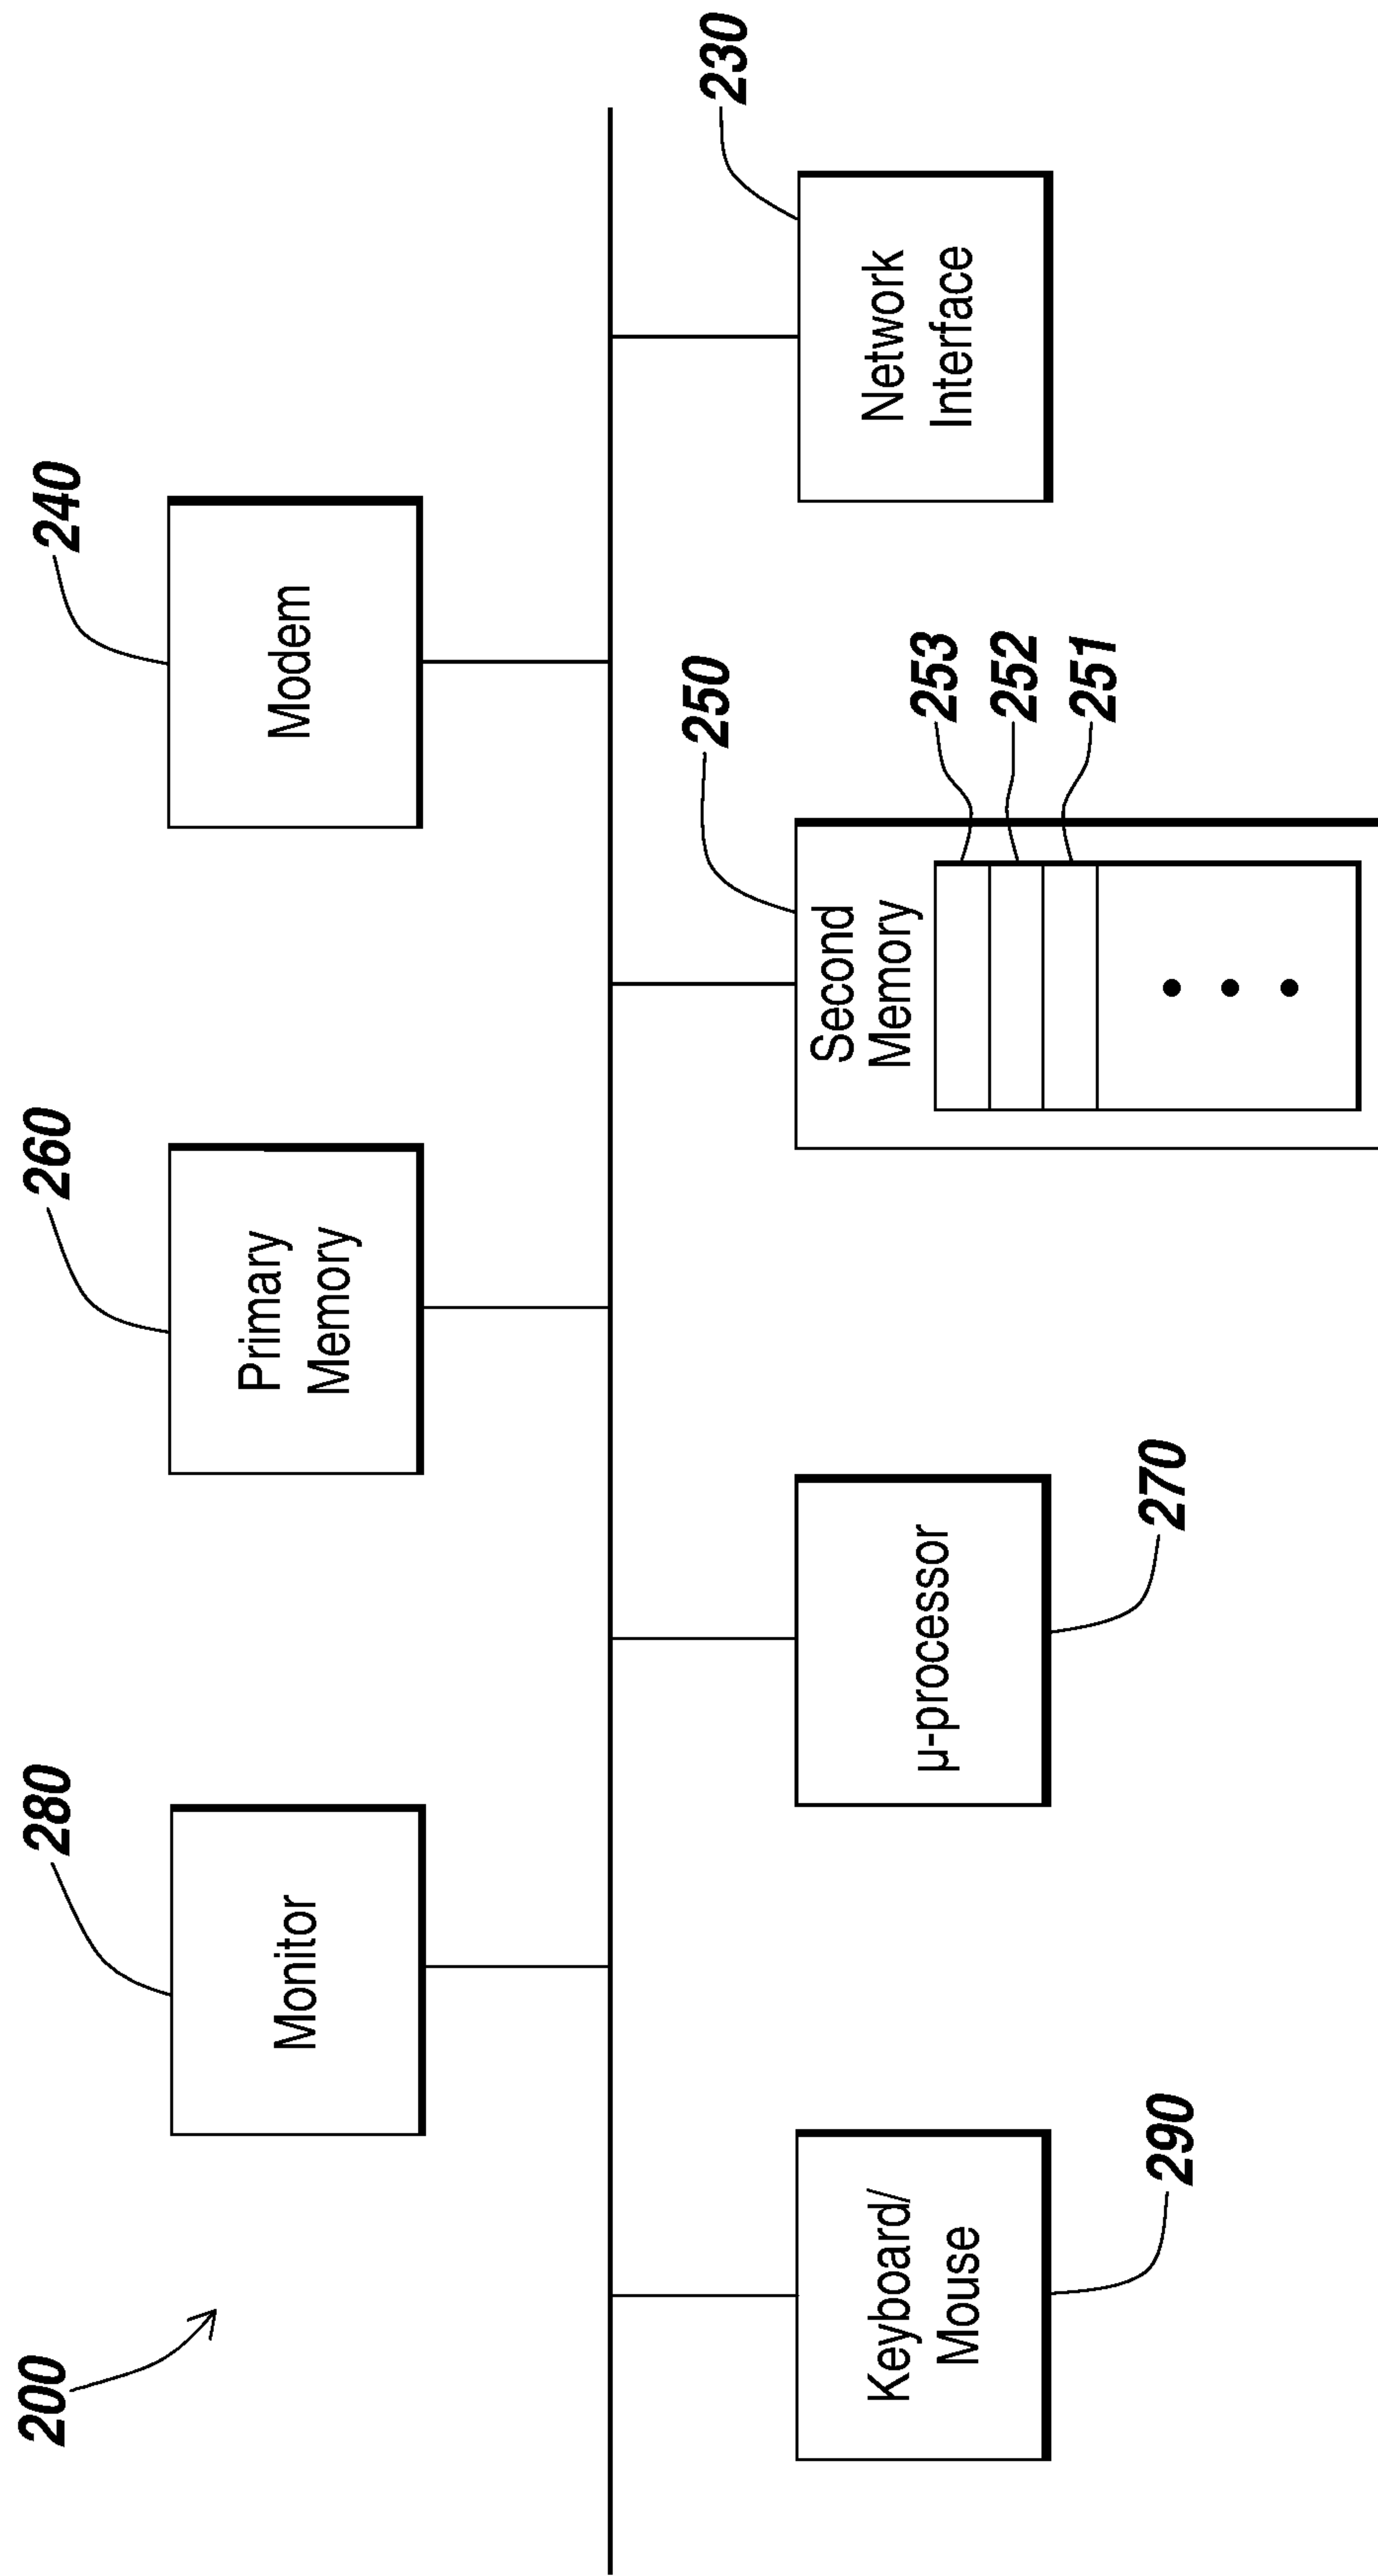 200
280
Monitor
260
Primary
Memory
240
Modem
230
Keyboard/
Mouse
290
µ-processor
270
250
Second
Memory
253
252
251
Network
Interface